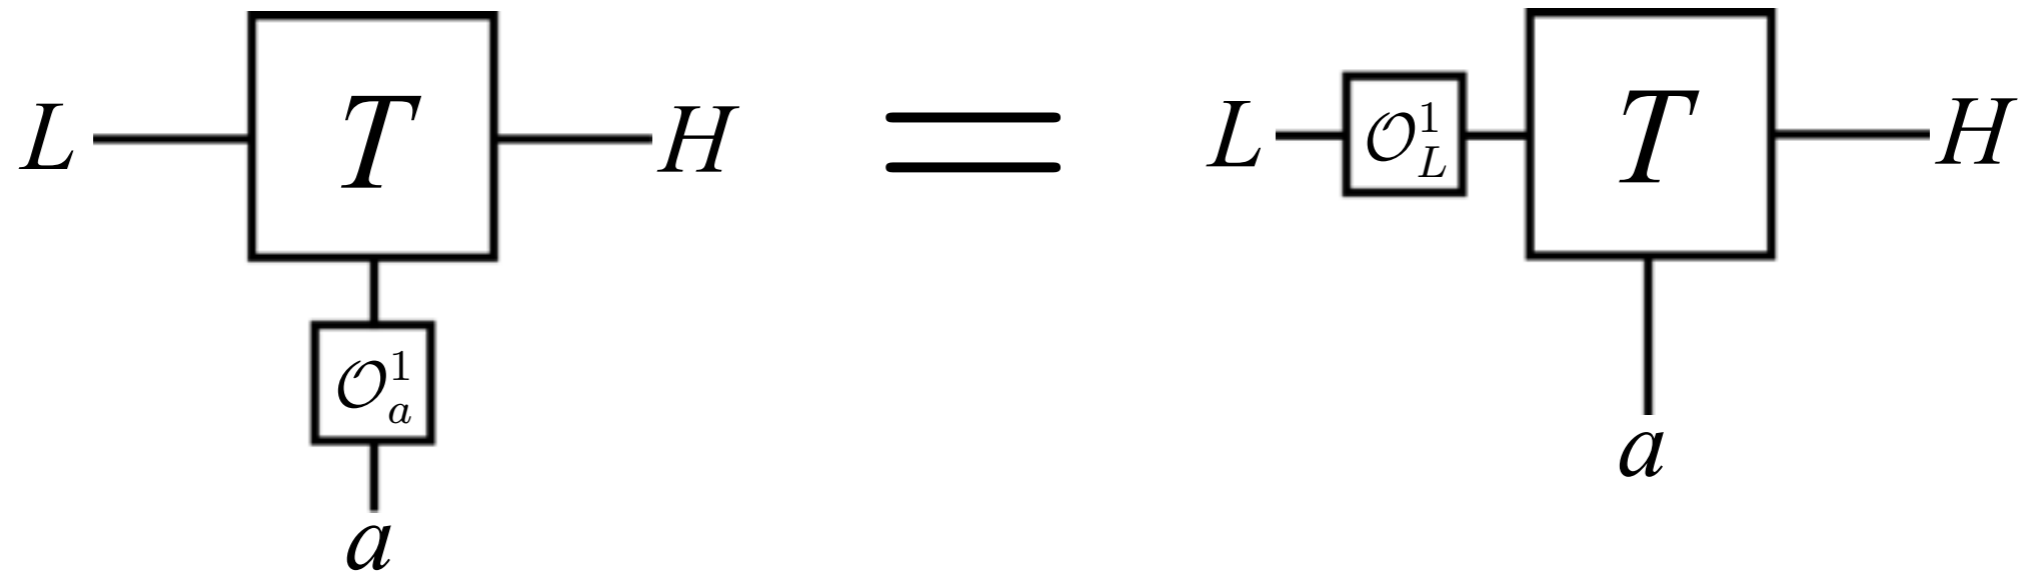 L T H = L 𝒪¹_L T H
𝒪¹_a
a
a